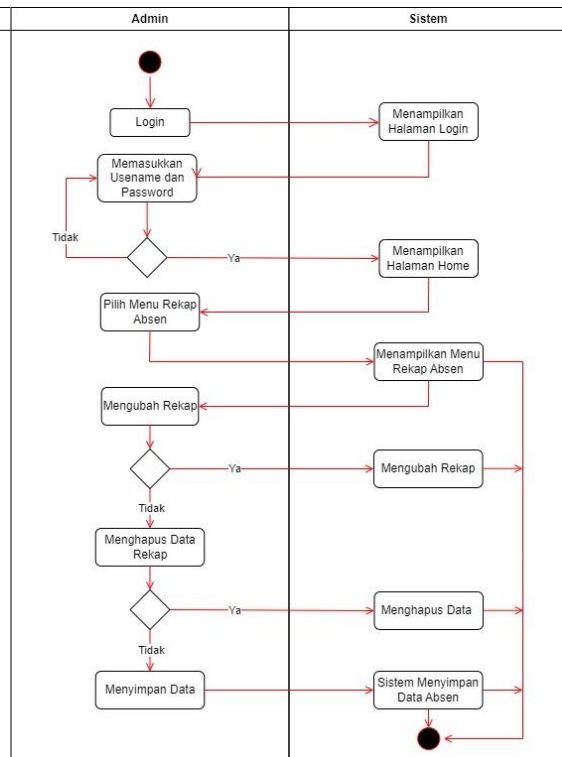 Admin
Sistem
Login
Menampilkan
Halaman Login
Memasukkan
Usename dan
Password
Tidak
Ya
Menampilkan
Halaman Home
Pilih Menu Rekap
Absen
Menampilkan Menu
Rekap Absen
Mengubah Rekap
Ya
Mengubah Rekap
Tidak
Menghapus Data
Rekap
Ya
Menghapus Data
Tidak
Menyimpan Data
Sistem Menyimpan
Data Absen